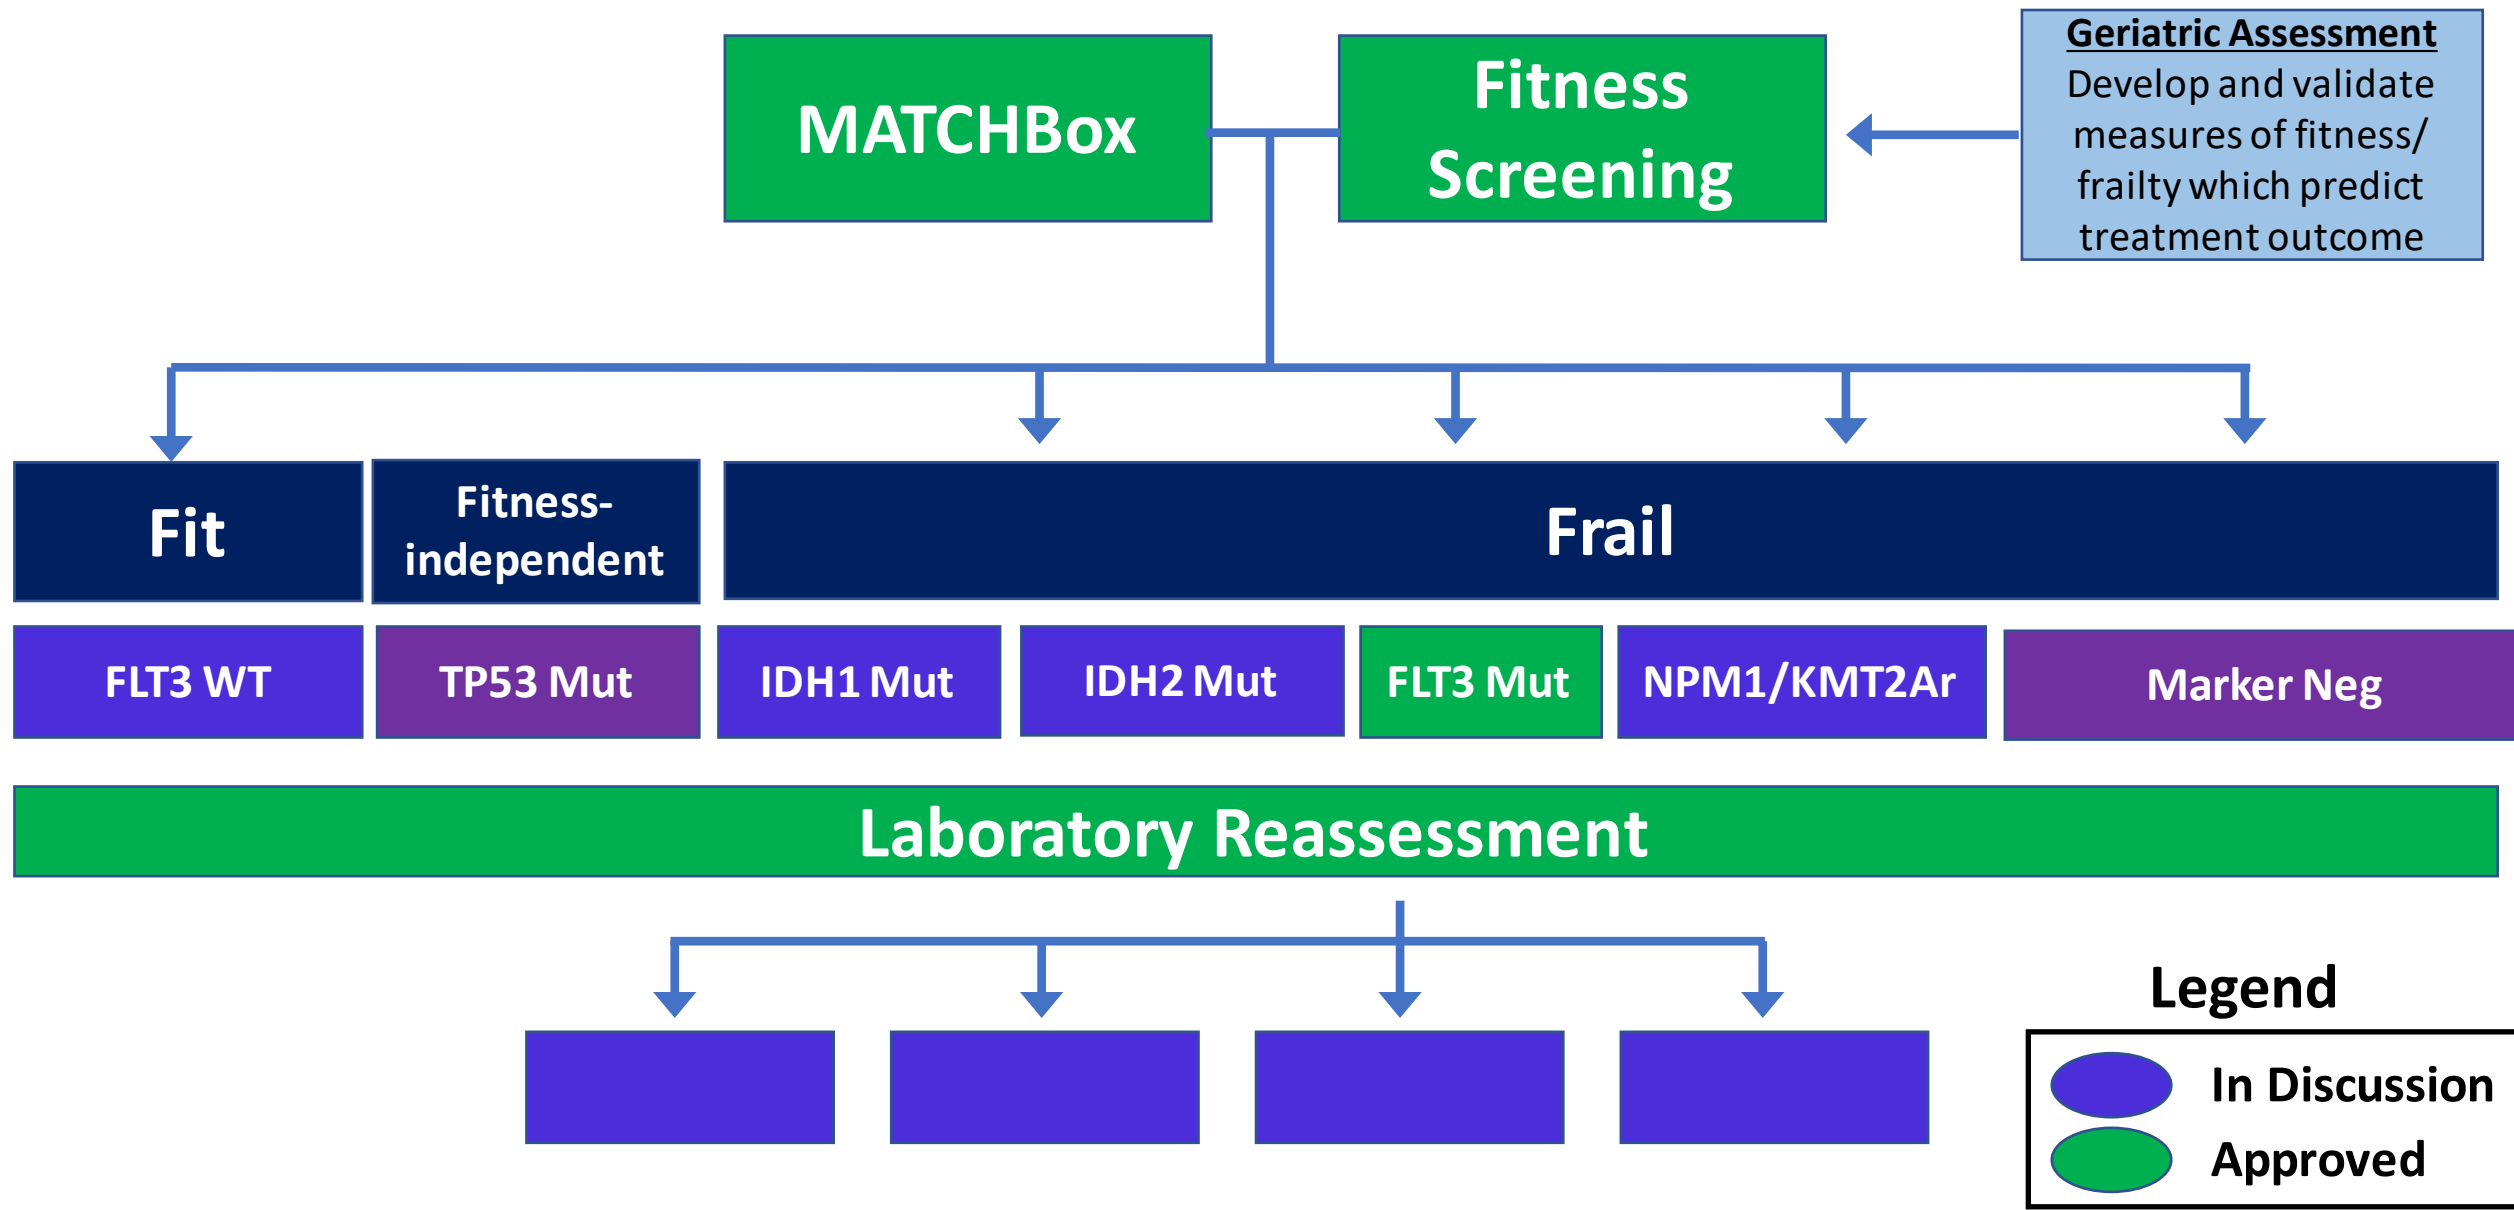 MATCHBox
Fitness
Screening
Geriatric Assessment
Develop and validate
measures of fitness/
frailty which predict
treatment outcome
Fit
Fitness-
independent
Frail
FLT3 WT
TP53 Mut
IDH1 Mut
IDH2 Mut
FLT3 Mut
NPM1/KMT2Ar
Marker Neg
Laboratory Reassessment
Legend
In Discussion
Approved